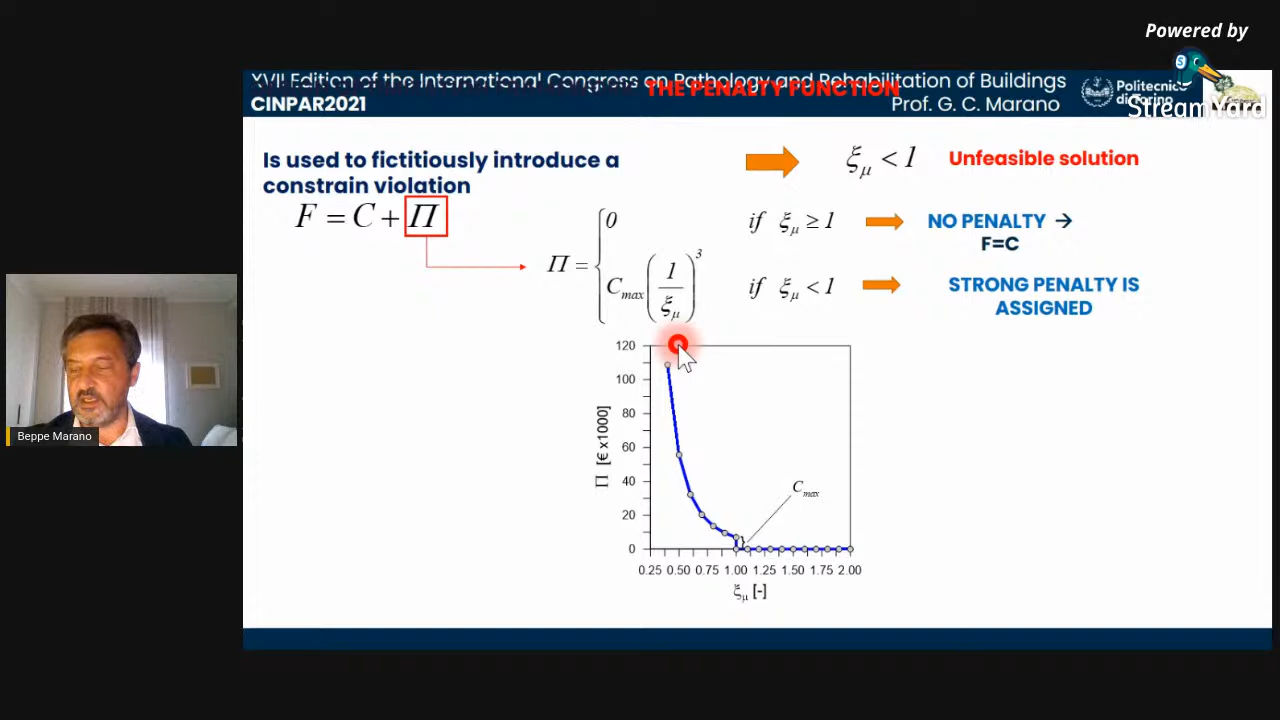 Powered by
StreamYard
XVII Edition of the International Congress on Pathology and Rehabilitation of Buildings
THE PENALTY FUNCTION
CINPAR2021
Prof. G. C. Marano
Politecnico
di Torino
Is used to fictitiously introduce a
constrain violation
ξμ < 1
Unfeasible solution
F = C + Π
Π =
0
if ξμ ≥ 1
NO PENALTY →
F=C
Cmax (1/ξμ)³
if ξμ < 1
STRONG PENALTY IS
ASSIGNED
120
100
80
60
40
20
0
Π [€ x1000]
Cmax
0.25 0.50 0.75 1.00 1.25 1.50 1.75 2.00
ξμ [-]
Beppe Marano